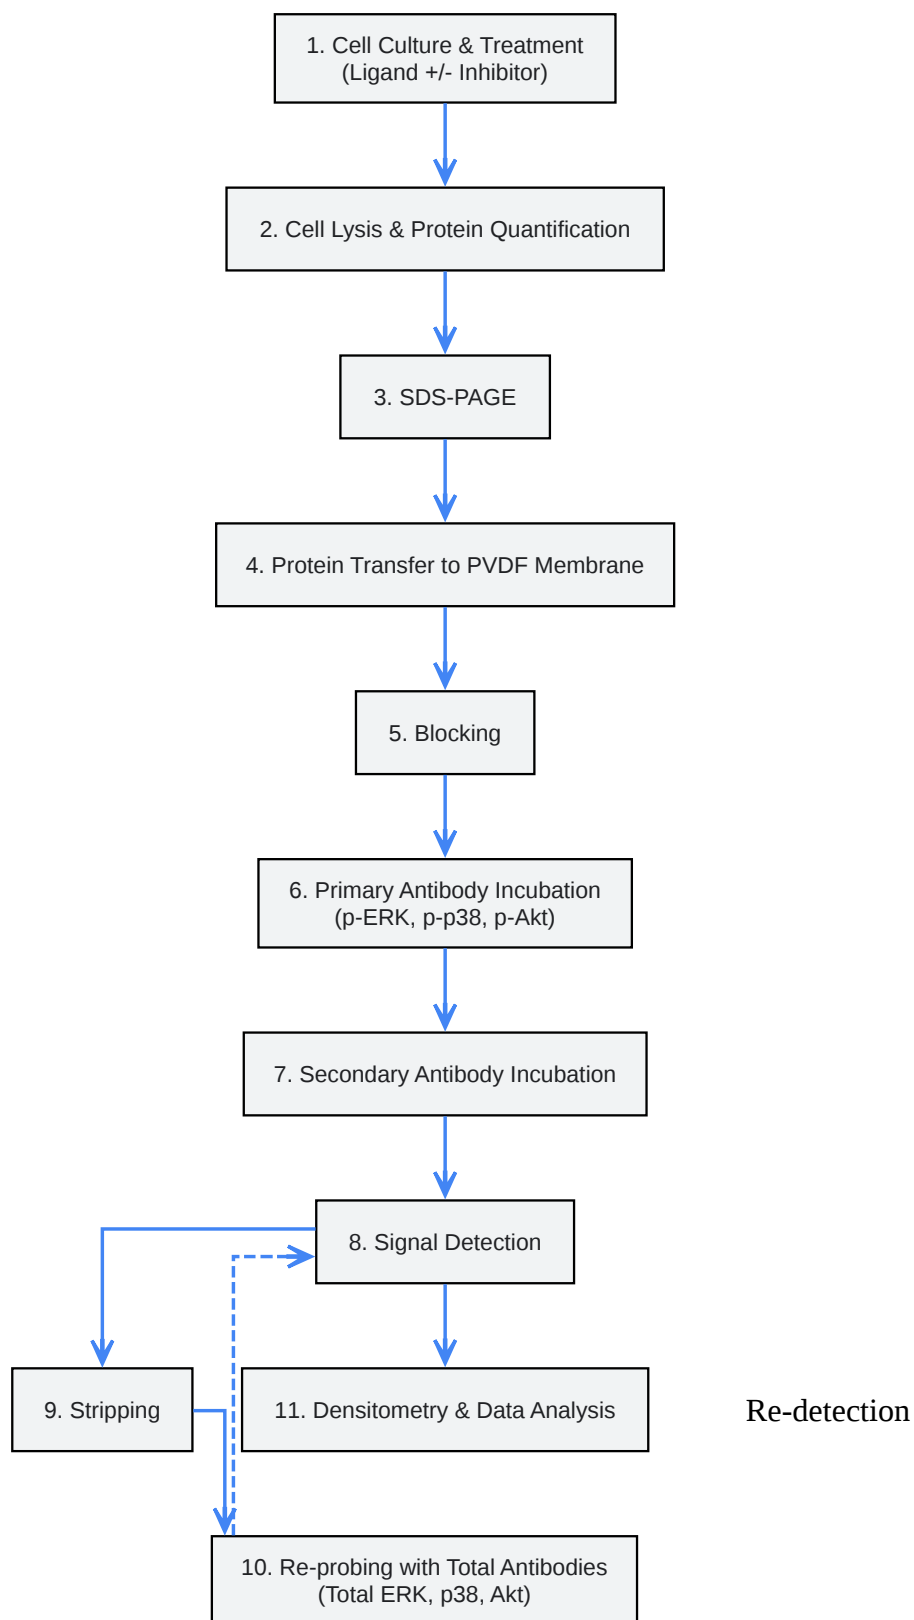 1. Cell Culture & Treatment
(Ligand +/- Inhibitor)
2. Cell Lysis & Protein Quantification
3. SDS-PAGE
4. Protein Transfer to PVDF Membrane
5. Blocking
6. Primary Antibody Incubation
(p-ERK, p-p38, p-Akt)
7. Secondary Antibody Incubation
8. Signal Detection
9. Stripping
11. Densitometry & Data Analysis
Re-detection
10. Re-probing with Total Antibodies
(Total ERK, p38, Akt)